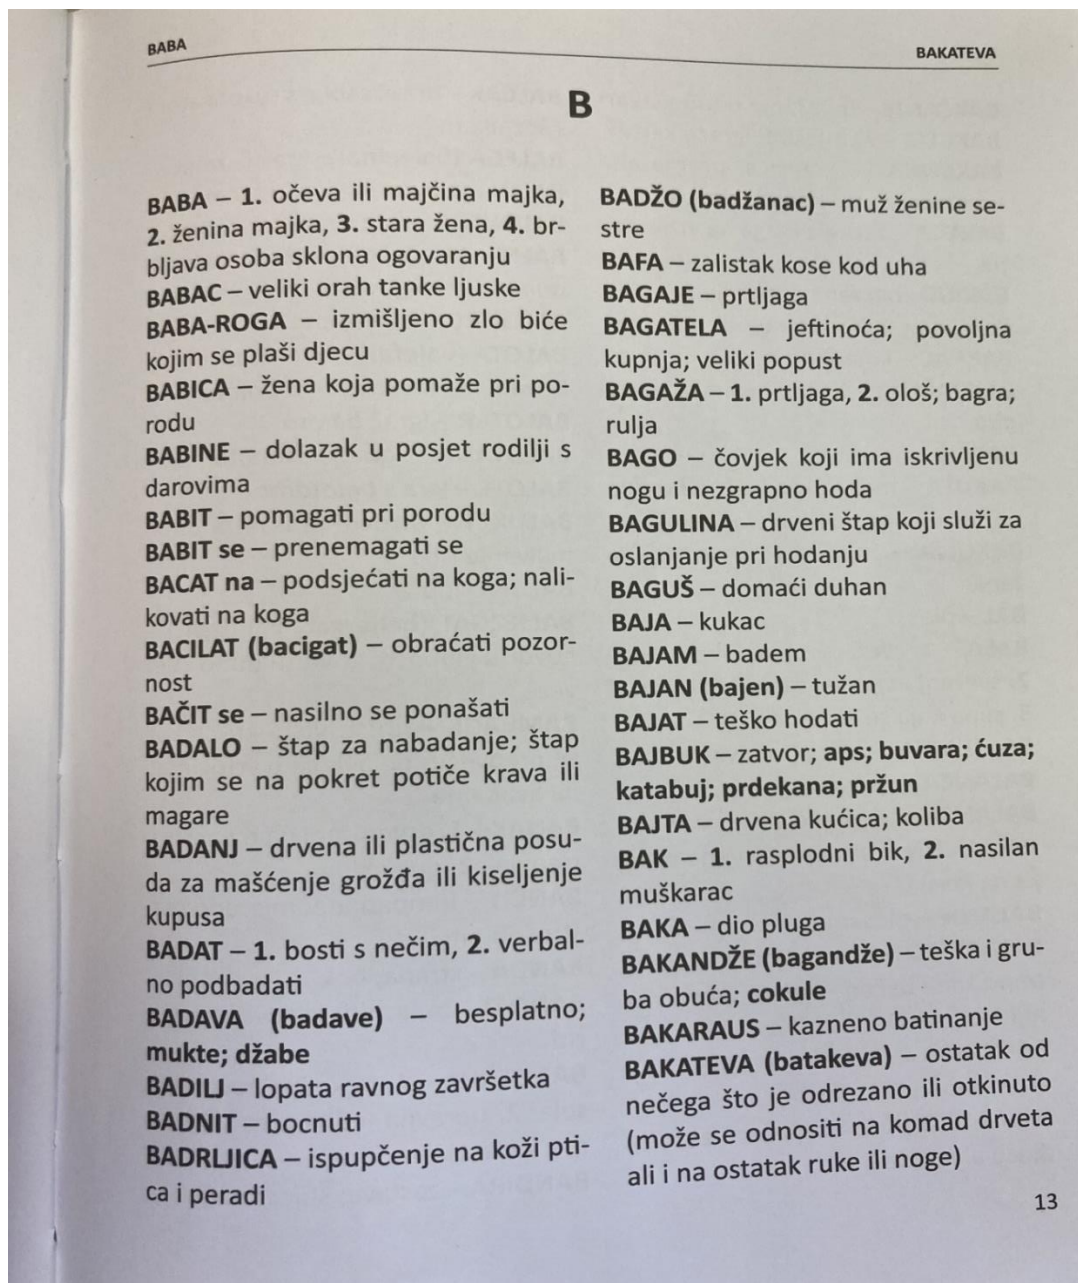 BABA
BAKATEVA
B
BABA – 1. očeva ili majčina majka,
2. ženina majka, 3. stara žena, 4. br-
bljava osoba sklona ogovaranju
BABAC – veliki orah tanke ljuske
BABA-ROGA – izmišljeno zlo biće
kojim se plaši djecu
BABICA – žena koja pomaže pri po-
rodu
BABINE – dolazak u posjet rodilji s
darovima
BABIT – pomagati pri porodu
BABIT se – prenemagati se
BACAT na – podsjećati na koga; nali-
kovati na koga
BACILAT (bacigat) – obraćati pozor-
nost
BAČIT se – nasilno se ponašati
BADALO – štap za nabadanje; štap
kojim se na pokret potiče krava ili
magare
BADANJ – drvena ili plastična posu-
da za mašćenje grožđa ili kiseljenje
kupusa
BADAT – 1. bosti s nečim, 2. verbal-
no podbadati
BADAVA (badave) – besplatno;
mukte; džabe
BADILJ – lopata ravnog završetka
BADNIT – bocnuti
BADRLJICA – ispupčenje na koži pti-
ca i peradi
BADŽO (badžanac) – muž ženine se-
stre
BAFA – zalistak kose kod uha
BAGAJE – prtljaga
BAGATELA – jeftinoća; povoljna
kupnja; veliki popust
BAGAŽA – 1. prtljaga, 2. ološ; bagra;
rulja
BAGO – čovjek koji ima iskrivljenu
nogu i nezgrapno hoda
BAGULINA – drveni štap koji služi za
oslanjanje pri hodanju
BAGUŠ – domaći duhan
BAJA – kukac
BAJAM – badem
BAJAN (bajen) – tužan
BAJAT – teško hodati
BAJBUK – zatvor; aps; buvara; ćuza;
katabuj; prdekana; pržun
BAJTA – drvena kućica; koliba
BAK – 1. rasplodni bik, 2. nasilan
muškarac
BAKA – dio pluga
BAKANDŽE (bagandže) – teška i gru-
ba obuća; cokule
BAKARAUS – kazneno batinanje
BAKATEVA (batakeva) – ostatak od
nečega što je odrezano ili otkinuto
(može se odnositi na komad drveta
ali i na ostatak ruke ili noge)
13